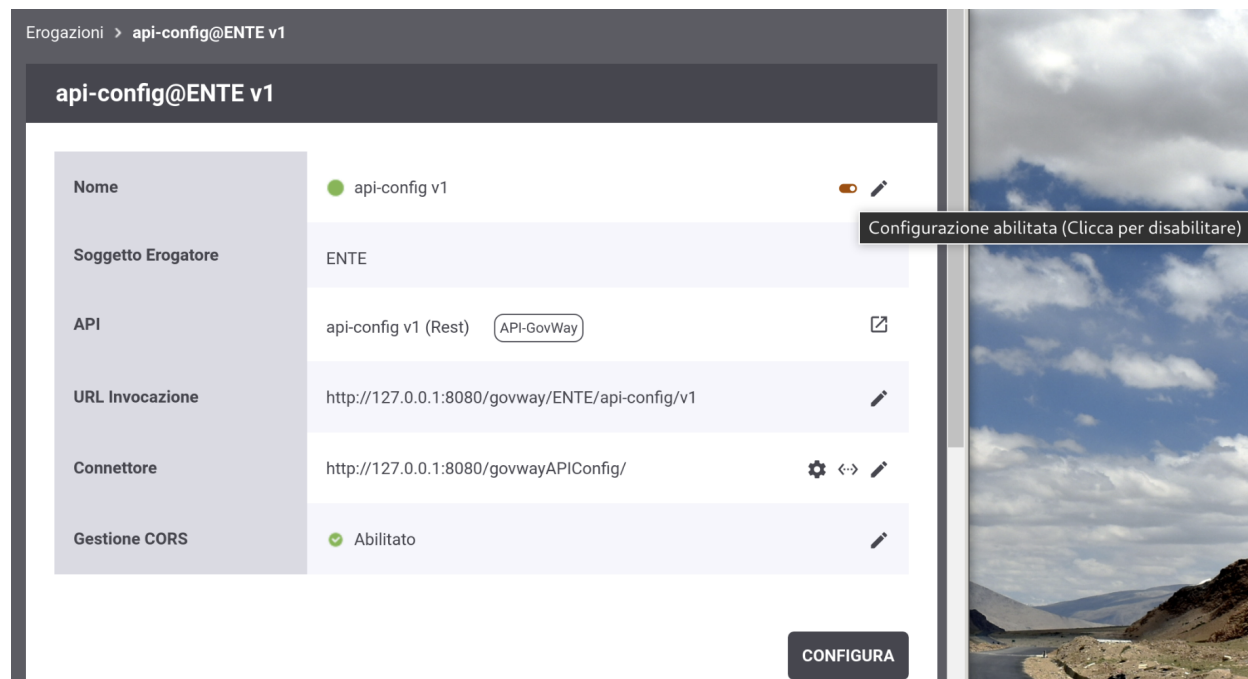 Erogazioni > api-config@ENTE v1
api-config@ENTE v1
Nome api-config v1
Configurazione abilitata (Clicca per disabilitare)
Soggetto Erogatore ENTE
API api-config v1 (Rest) API-GovWay
URL Invocazione http://127.0.0.1:8080/govway/ENTE/api-config/v1
Connettore http://127.0.0.1:8080/govwayAPIConfig/
Gestione CORS Abilitato
CONFIGURA